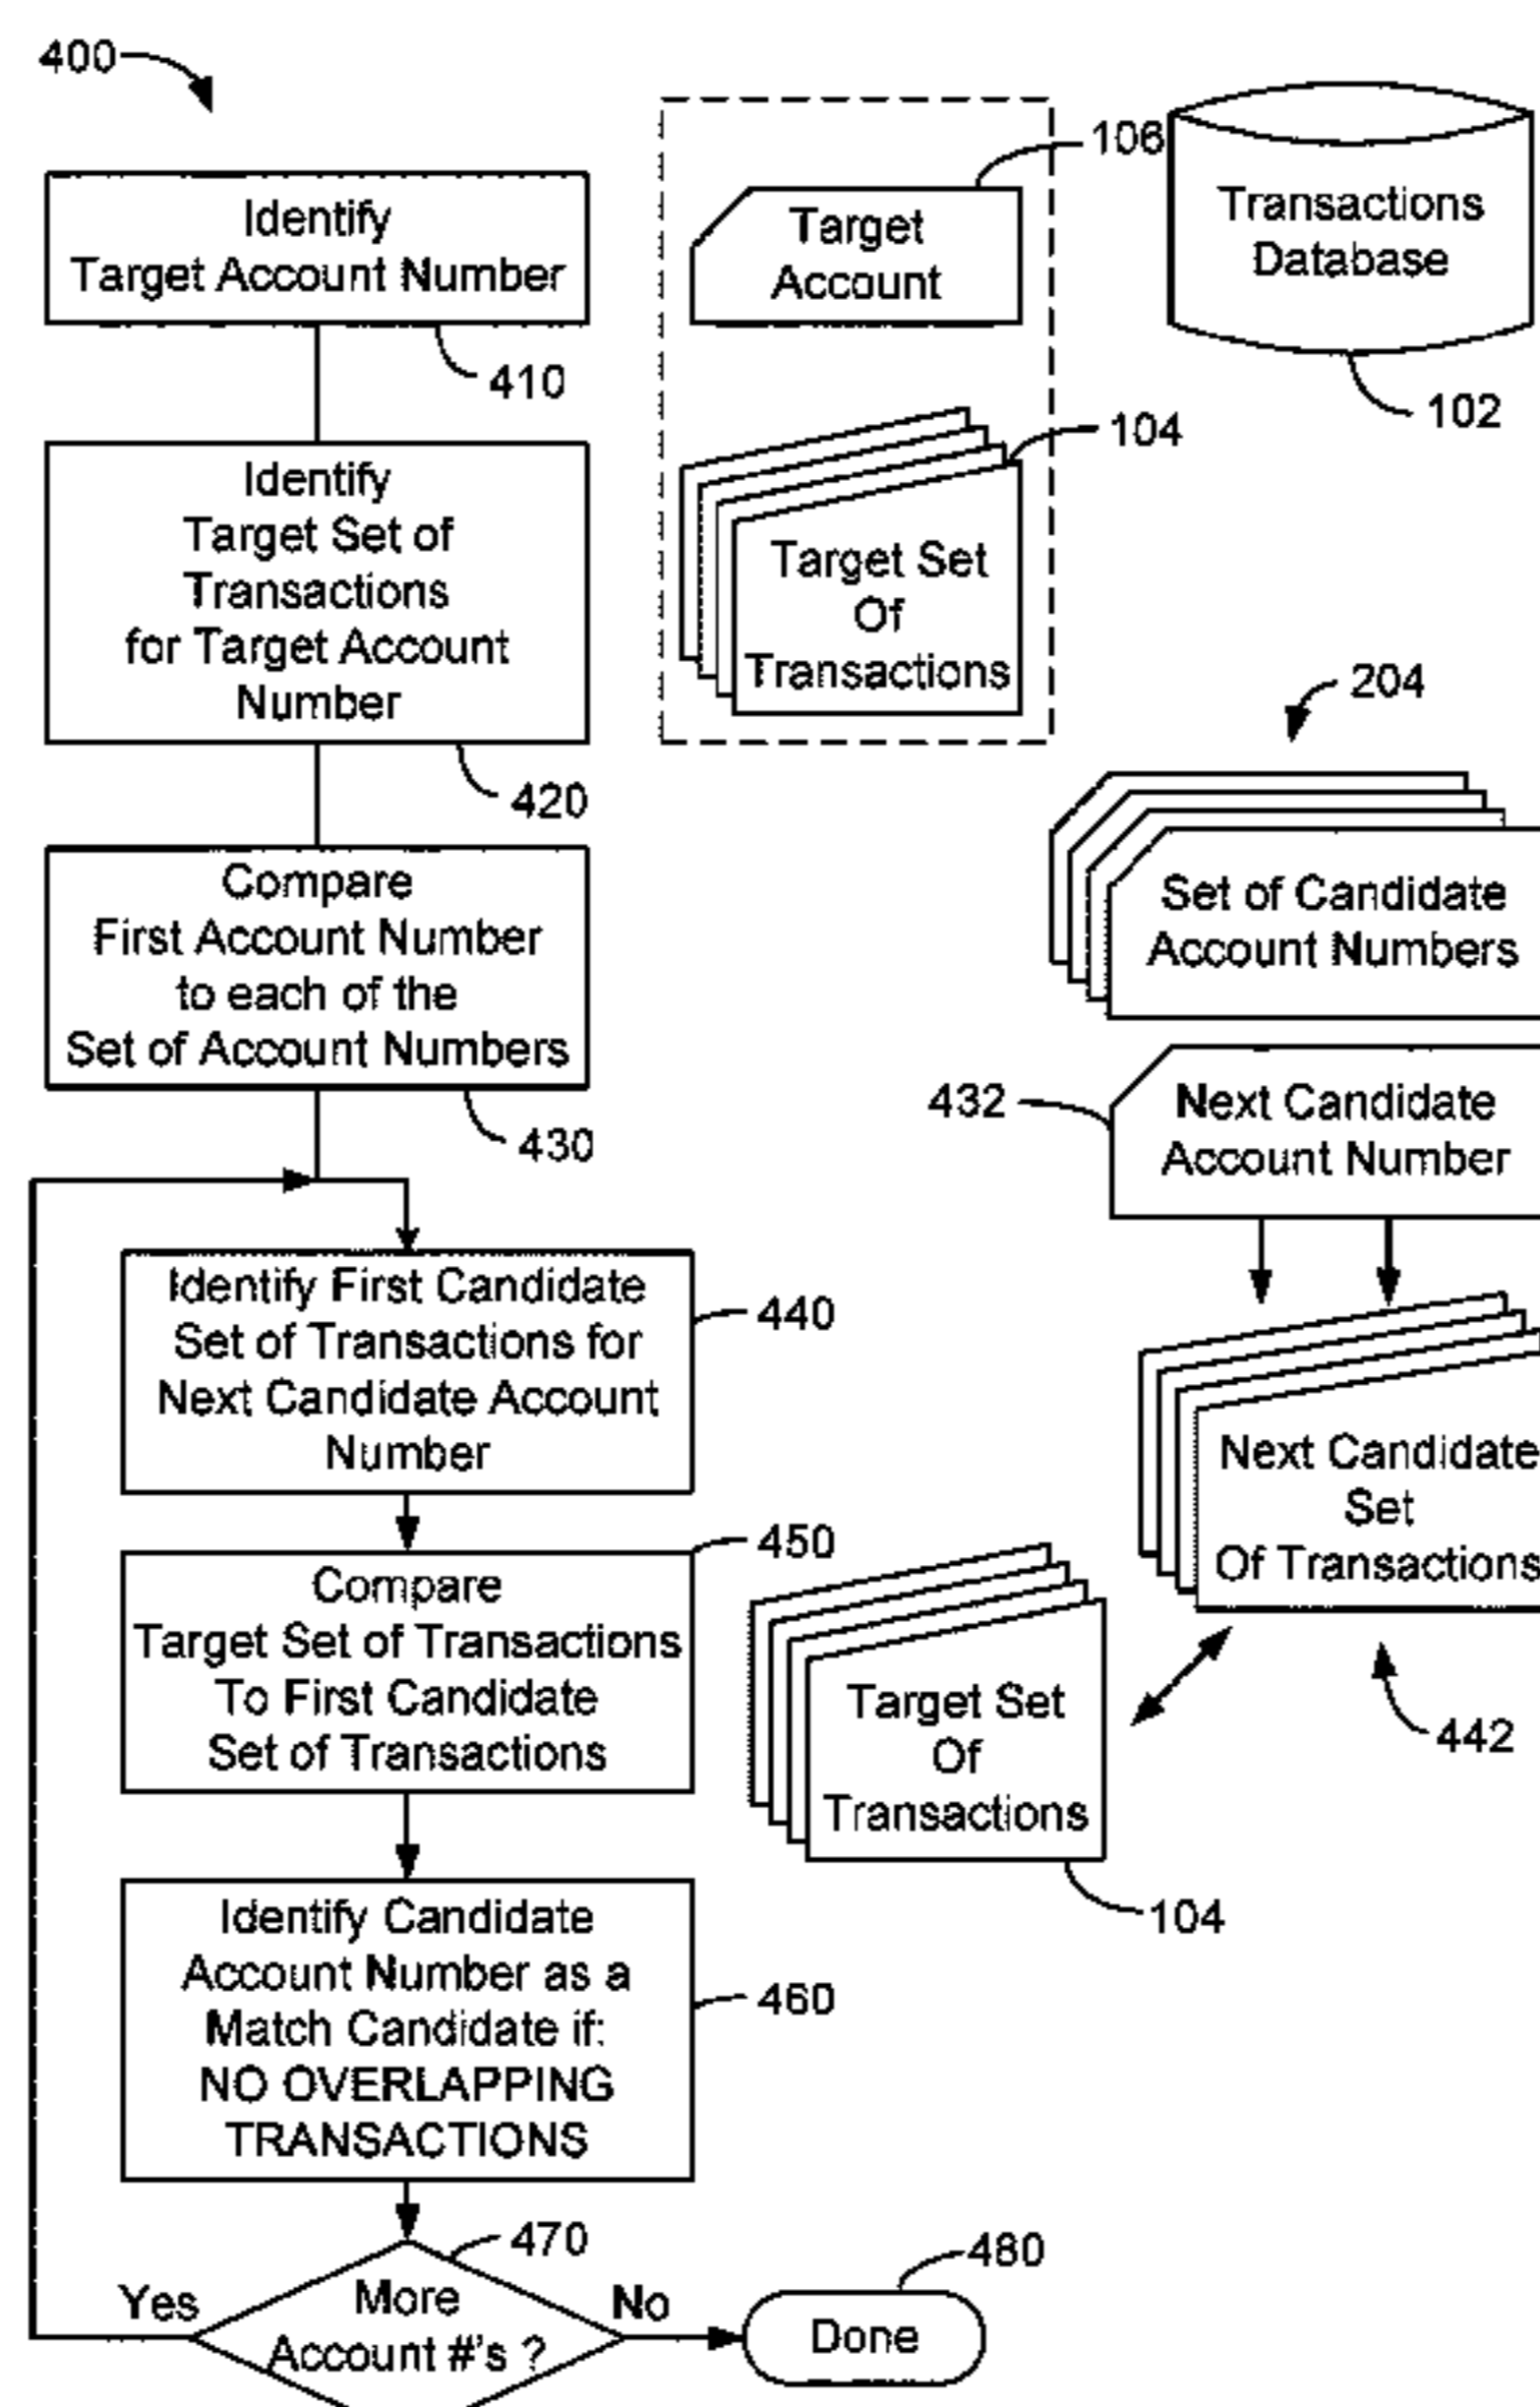 400
Identify
Target Account Number
410
Identify
Target Set of
Transactions
for Target Account
Number
420
Compare
First Account Number
to each of the
Set of Account Numbers
430
Identify First Candidate
Set of Transactions for
Next Candidate Account
Number
440
Compare
Target Set of Transactions
To First Candidate
Set of Transactions
450
Identify Candidate
Account Number as a
Match Candidate if:
NO OVERLAPPING
TRANSACTIONS
460
470
More
Account #'s ?
Yes
No
Done
480
106
Target
Account
104
Target Set
Of
Transactions
Transactions
Database
102
204
Set of Candidate
Account Numbers
432
Next Candidate
Account Number
Next Candidate
Set
Of Transactions
442
Target Set
Of
Transactions
104